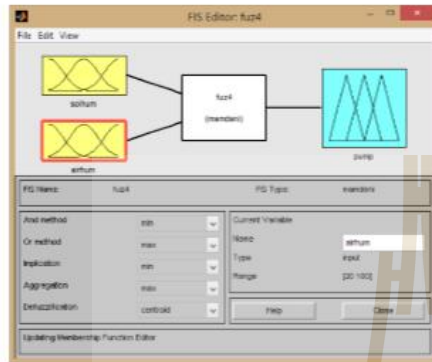 FIS Editor: fuz4
File Edit View
soilhum
fuz4
(mamdani)
airhum
pump
FIS Name: fuz4 FIS Type: mamdani
And method min
Or method max
Implication min
Aggregation max
Defuzzification centroid
Current Variable
Name airhum
Type input
Range [20 100]
Help Close
Updating Membership Function Editor